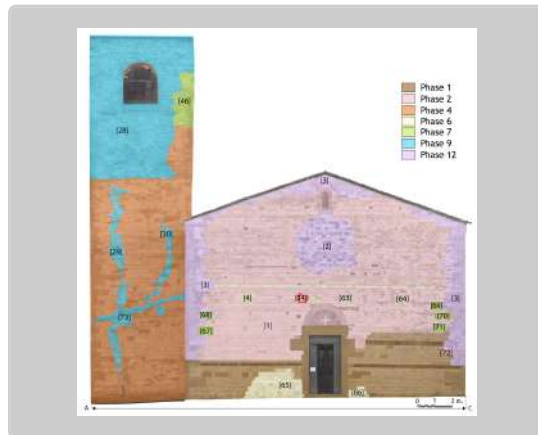 Phase 1
Phase 2
Phase 4
Phase 6
Phase 7
Phase 9
Phase 12
[46]
[28]
[3]
[30]
[2]
[29]
[3]
[4]
[63]
[64]
[3]
[69]
[68]
[70]
[73]
[1]
[67]
[71]
[72]
[65]
[66]
0 1 2 m
A
C